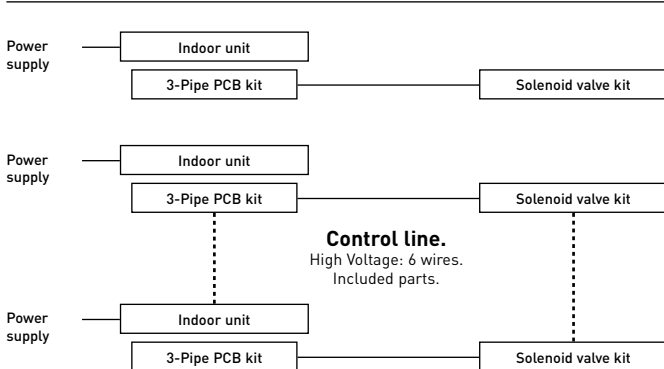 Power
supply
Indoor unit
3-Pipe PCB kit
Solenoid valve kit
Power
supply
Indoor unit
3-Pipe PCB kit
Solenoid valve kit
Control line.
High Voltage: 6 wires.
Included parts.
Power
supply
Indoor unit
3-Pipe PCB kit
Solenoid valve kit